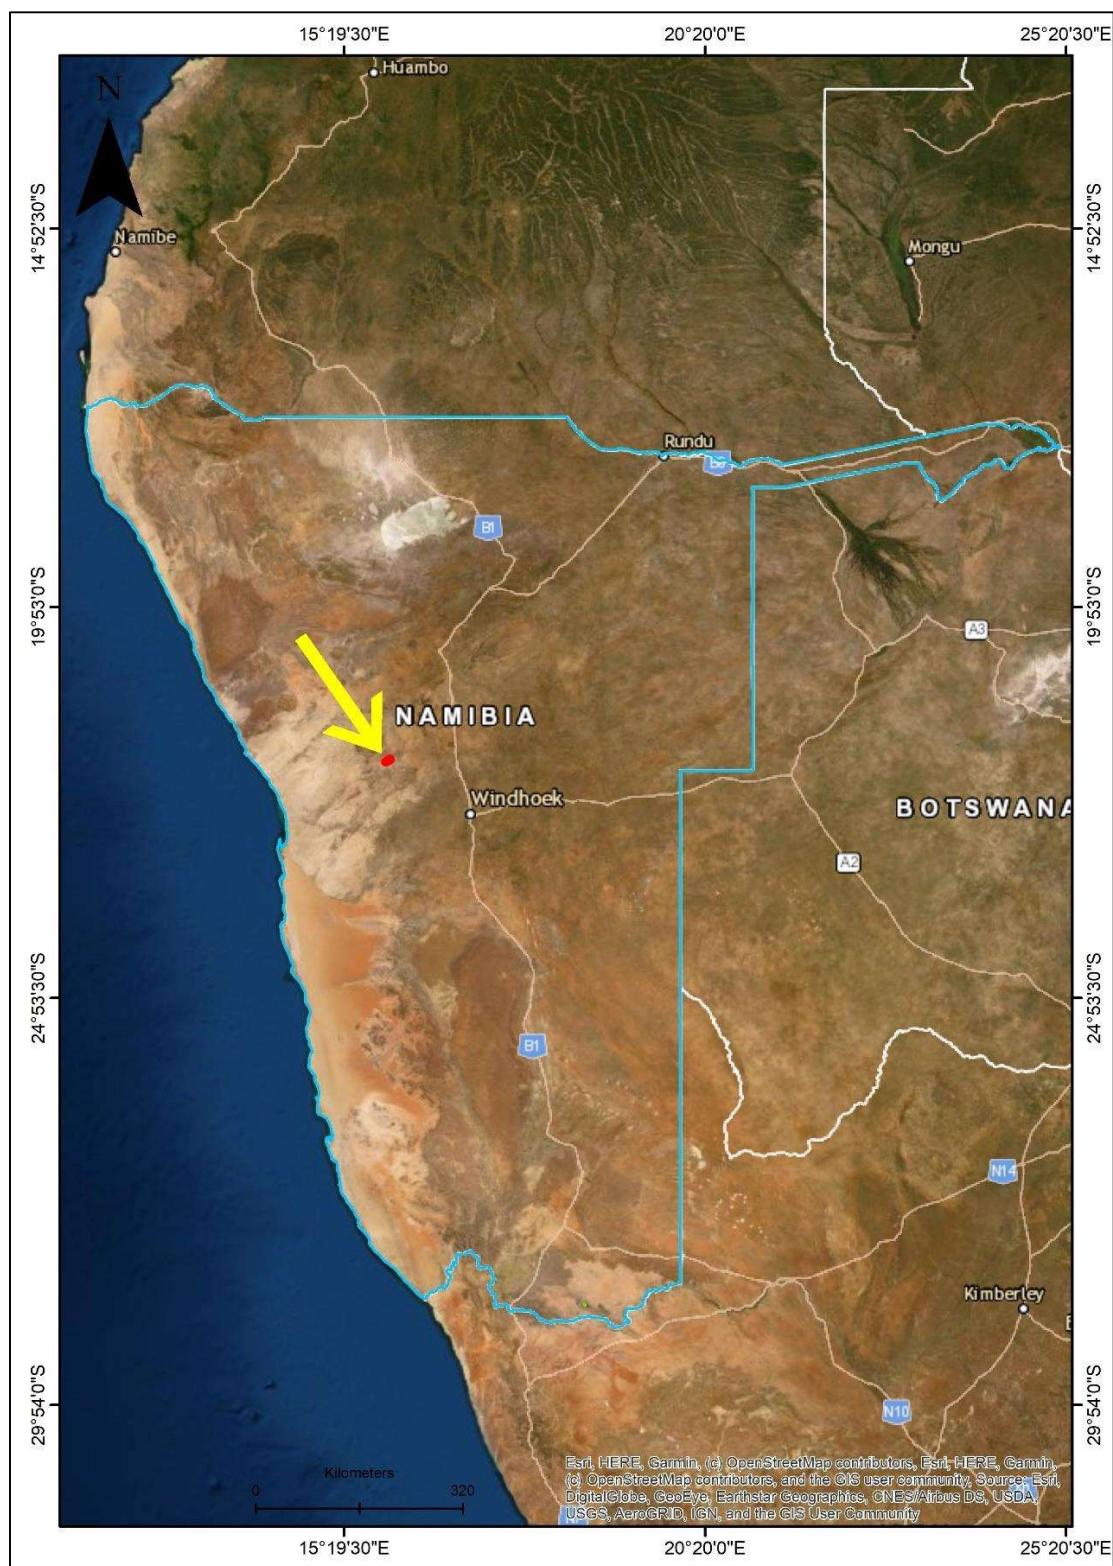 15°19'30"E
20°20'0"E
25°20'30"E
Huambo
N
14°52'30"S
14°52'30"S
Namibe
Mongu
Rundu
B1
19°53'0"S
19°53'0"S
A3
NAMIBIA
Windhoek
BOTSWANA
A2
24°53'30"S
24°53'30"S
B1
N14
Kimberley
29°54'0"S
29°54'0"S
N10
Kilometers
0
320
Esri, HERE, Garmin, (c) OpenStreetMap contributors, Esri, HERE, Garmin,
(c) OpenStreetMap contributors, and the GIS user community, Source: Esri,
DigitalGlobe, GeoEye, Earthstar Geographics, CNES/Airbus DS, USDA,
USGS, AeroGRID, IGN, and the GIS User Community
15°19'30"E
20°20'0"E
25°20'30"E